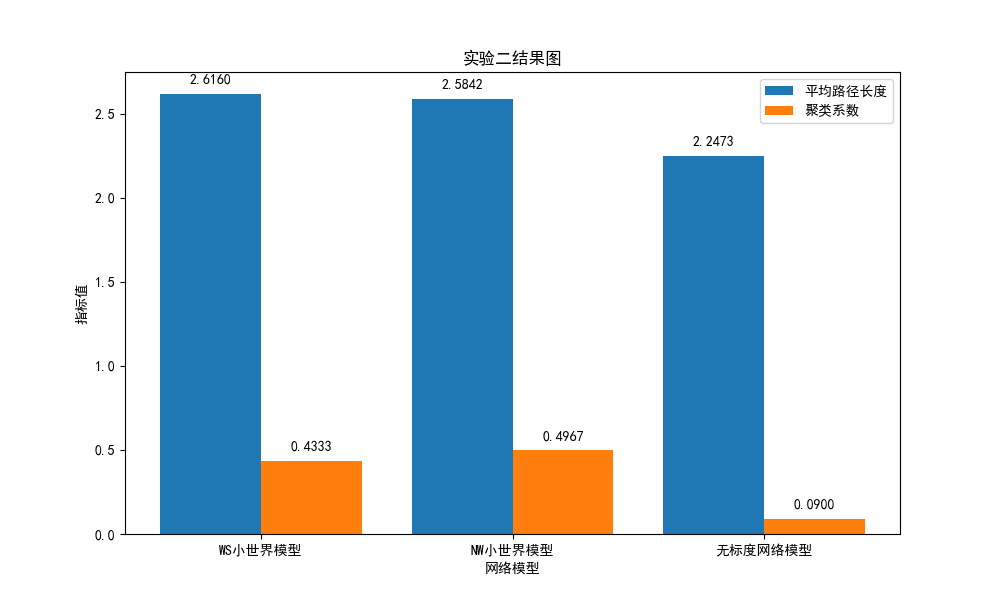 实验二结果图
平均路径长度
聚类系数
2.6160
2.5842
2.2473
0.4333
0.4967
0.0900
指标值
2.5
2.0
1.5
1.0
0.5
0.0
WS小世界模型
NW小世界模型
无标度网络模型
网络模型